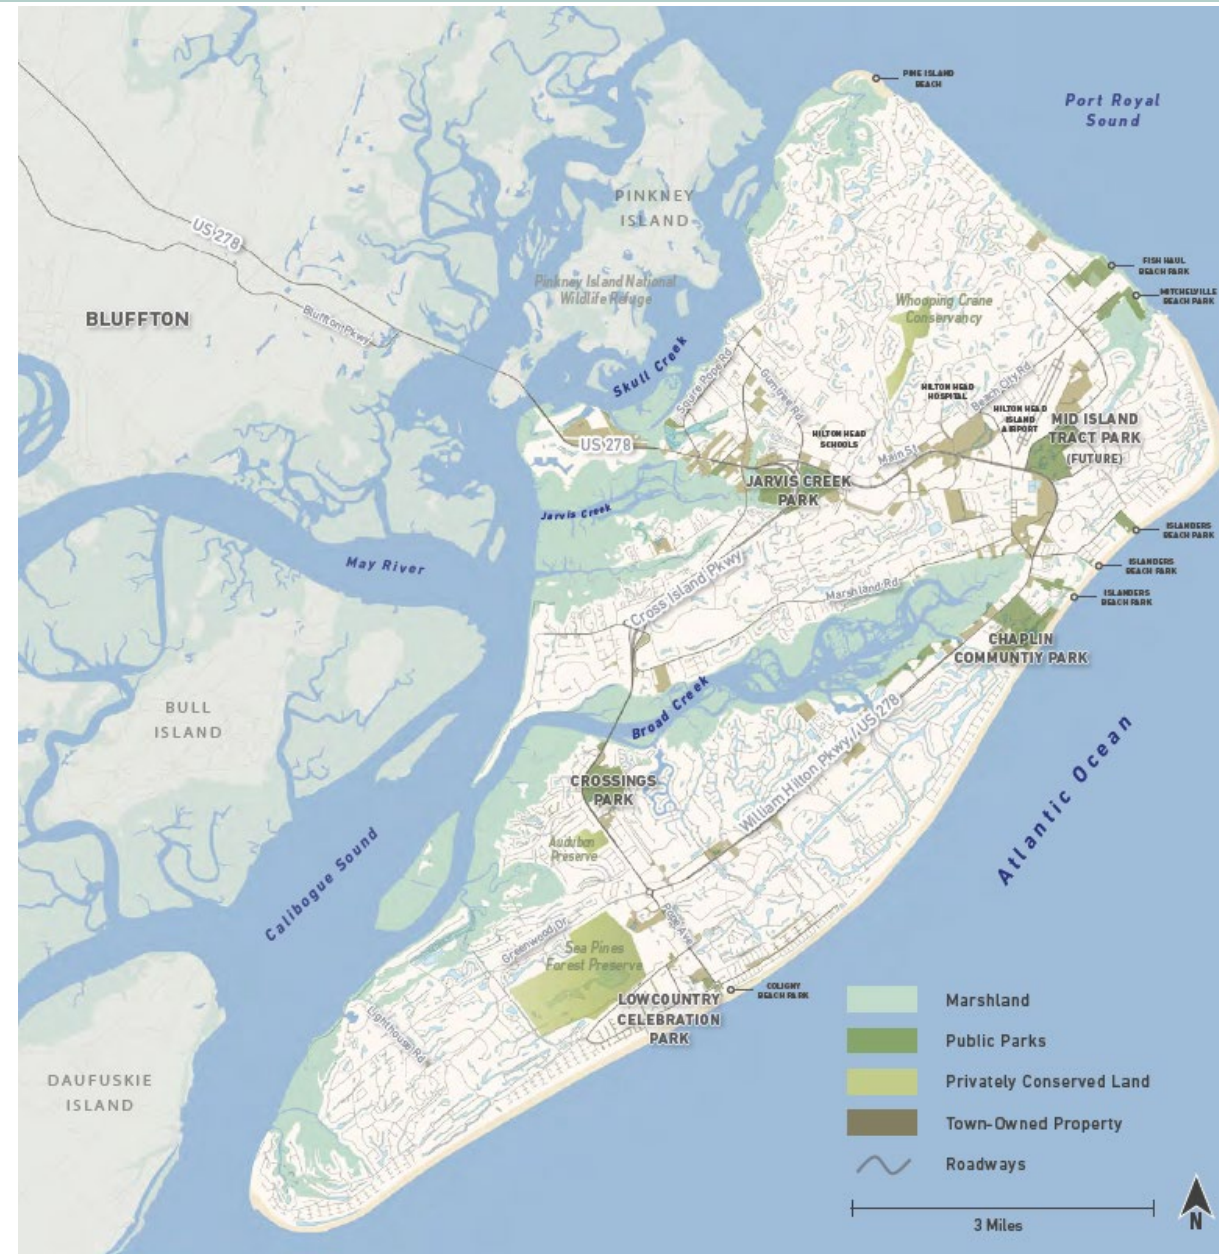 PINE ISLAND
BEACH
Port Royal
Sound
PINKNEY
ISLAND
US 278
Pinkney Island National
Wildlife Refuge
FISH HAUL
BEACH PARK
MITCHELVILLE
BEACH PARK
Whooping Crane
Conservancy
BLUFFTON
Bluffton Pkwy
Skull Creek
Squire Pope Rd
Gumtree Rd
Beach City Rd
HILTON HEAD
HOSPITAL
HILTON HEAD
ISLAND
AIRPORT
MID ISLAND
TRACT PARK
(FUTURE)
HILTON HEAD
SCHOOLS
US 278
Main St
JARVIS CREEK
PARK
Jarvis Creek
ISLANDERS
BEACH PARK
May River
ISLANDERS
BEACH PARK
Cross Island Pkwy
Marshland Rd
ISLANDERS
BEACH PARK
CHAPLIN
COMMUNTIY PARK
BULL
ISLAND
Broad Creek
William Hilton Pkwy / US 278
Atlantic Ocean
CROSSINGS
PARK
Audubon
Preserve
Calibogue Sound
Pope Ave
Greenwood Dr
Sea Pines
Forest Preserve
COLIGNY
BEACH PARK
LOWCOUNTRY
CELEBRATION
PARK
Lighthouse Rd
DAUFUSKIE
ISLAND
Marshland
Public Parks
Privately Conserved Land
Town-Owned Property
Roadways
3 Miles
N